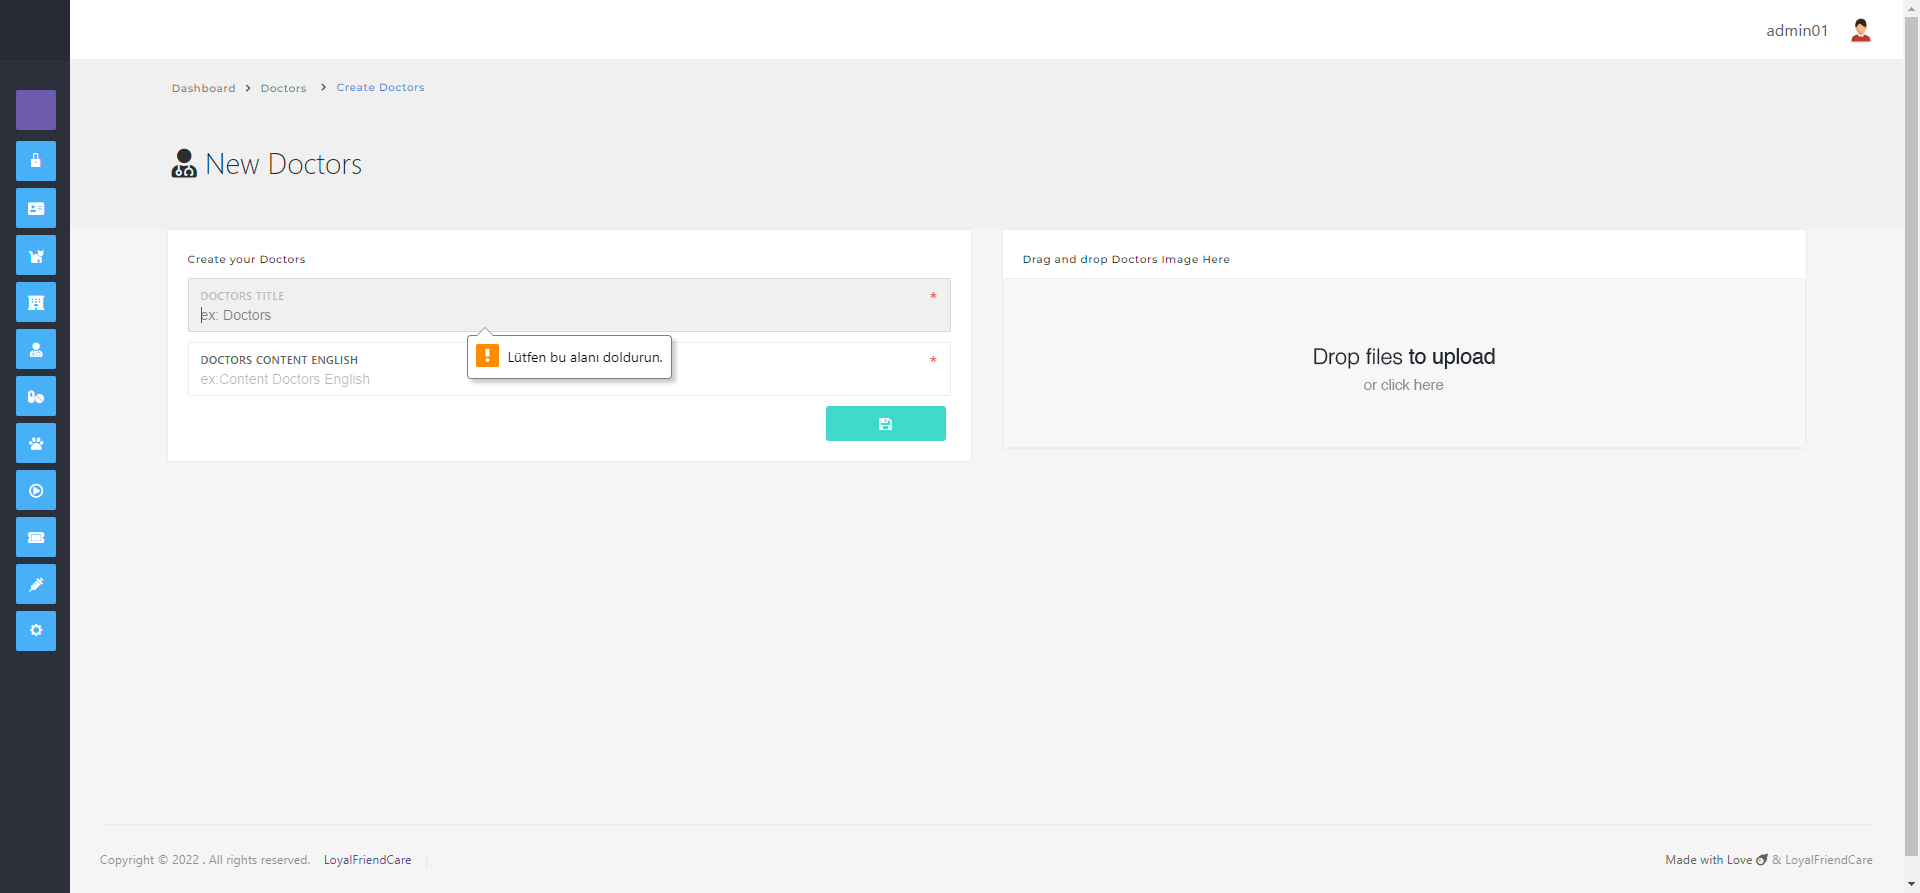 admin01
Dashboard > Doctors > Create Doctors
New Doctors
Create your Doctors
DOCTORS TITLE *
ex: Doctors
Lütfen bu alanı doldurun.
DOCTORS CONTENT ENGLISH *
ex:Content Doctors English
Drag and drop Doctors Image Here
Drop files to upload
or click here
Copyright © 2022 . All rights reserved. LoyalFriendCare |
Made with Love & LoyalFriendCare